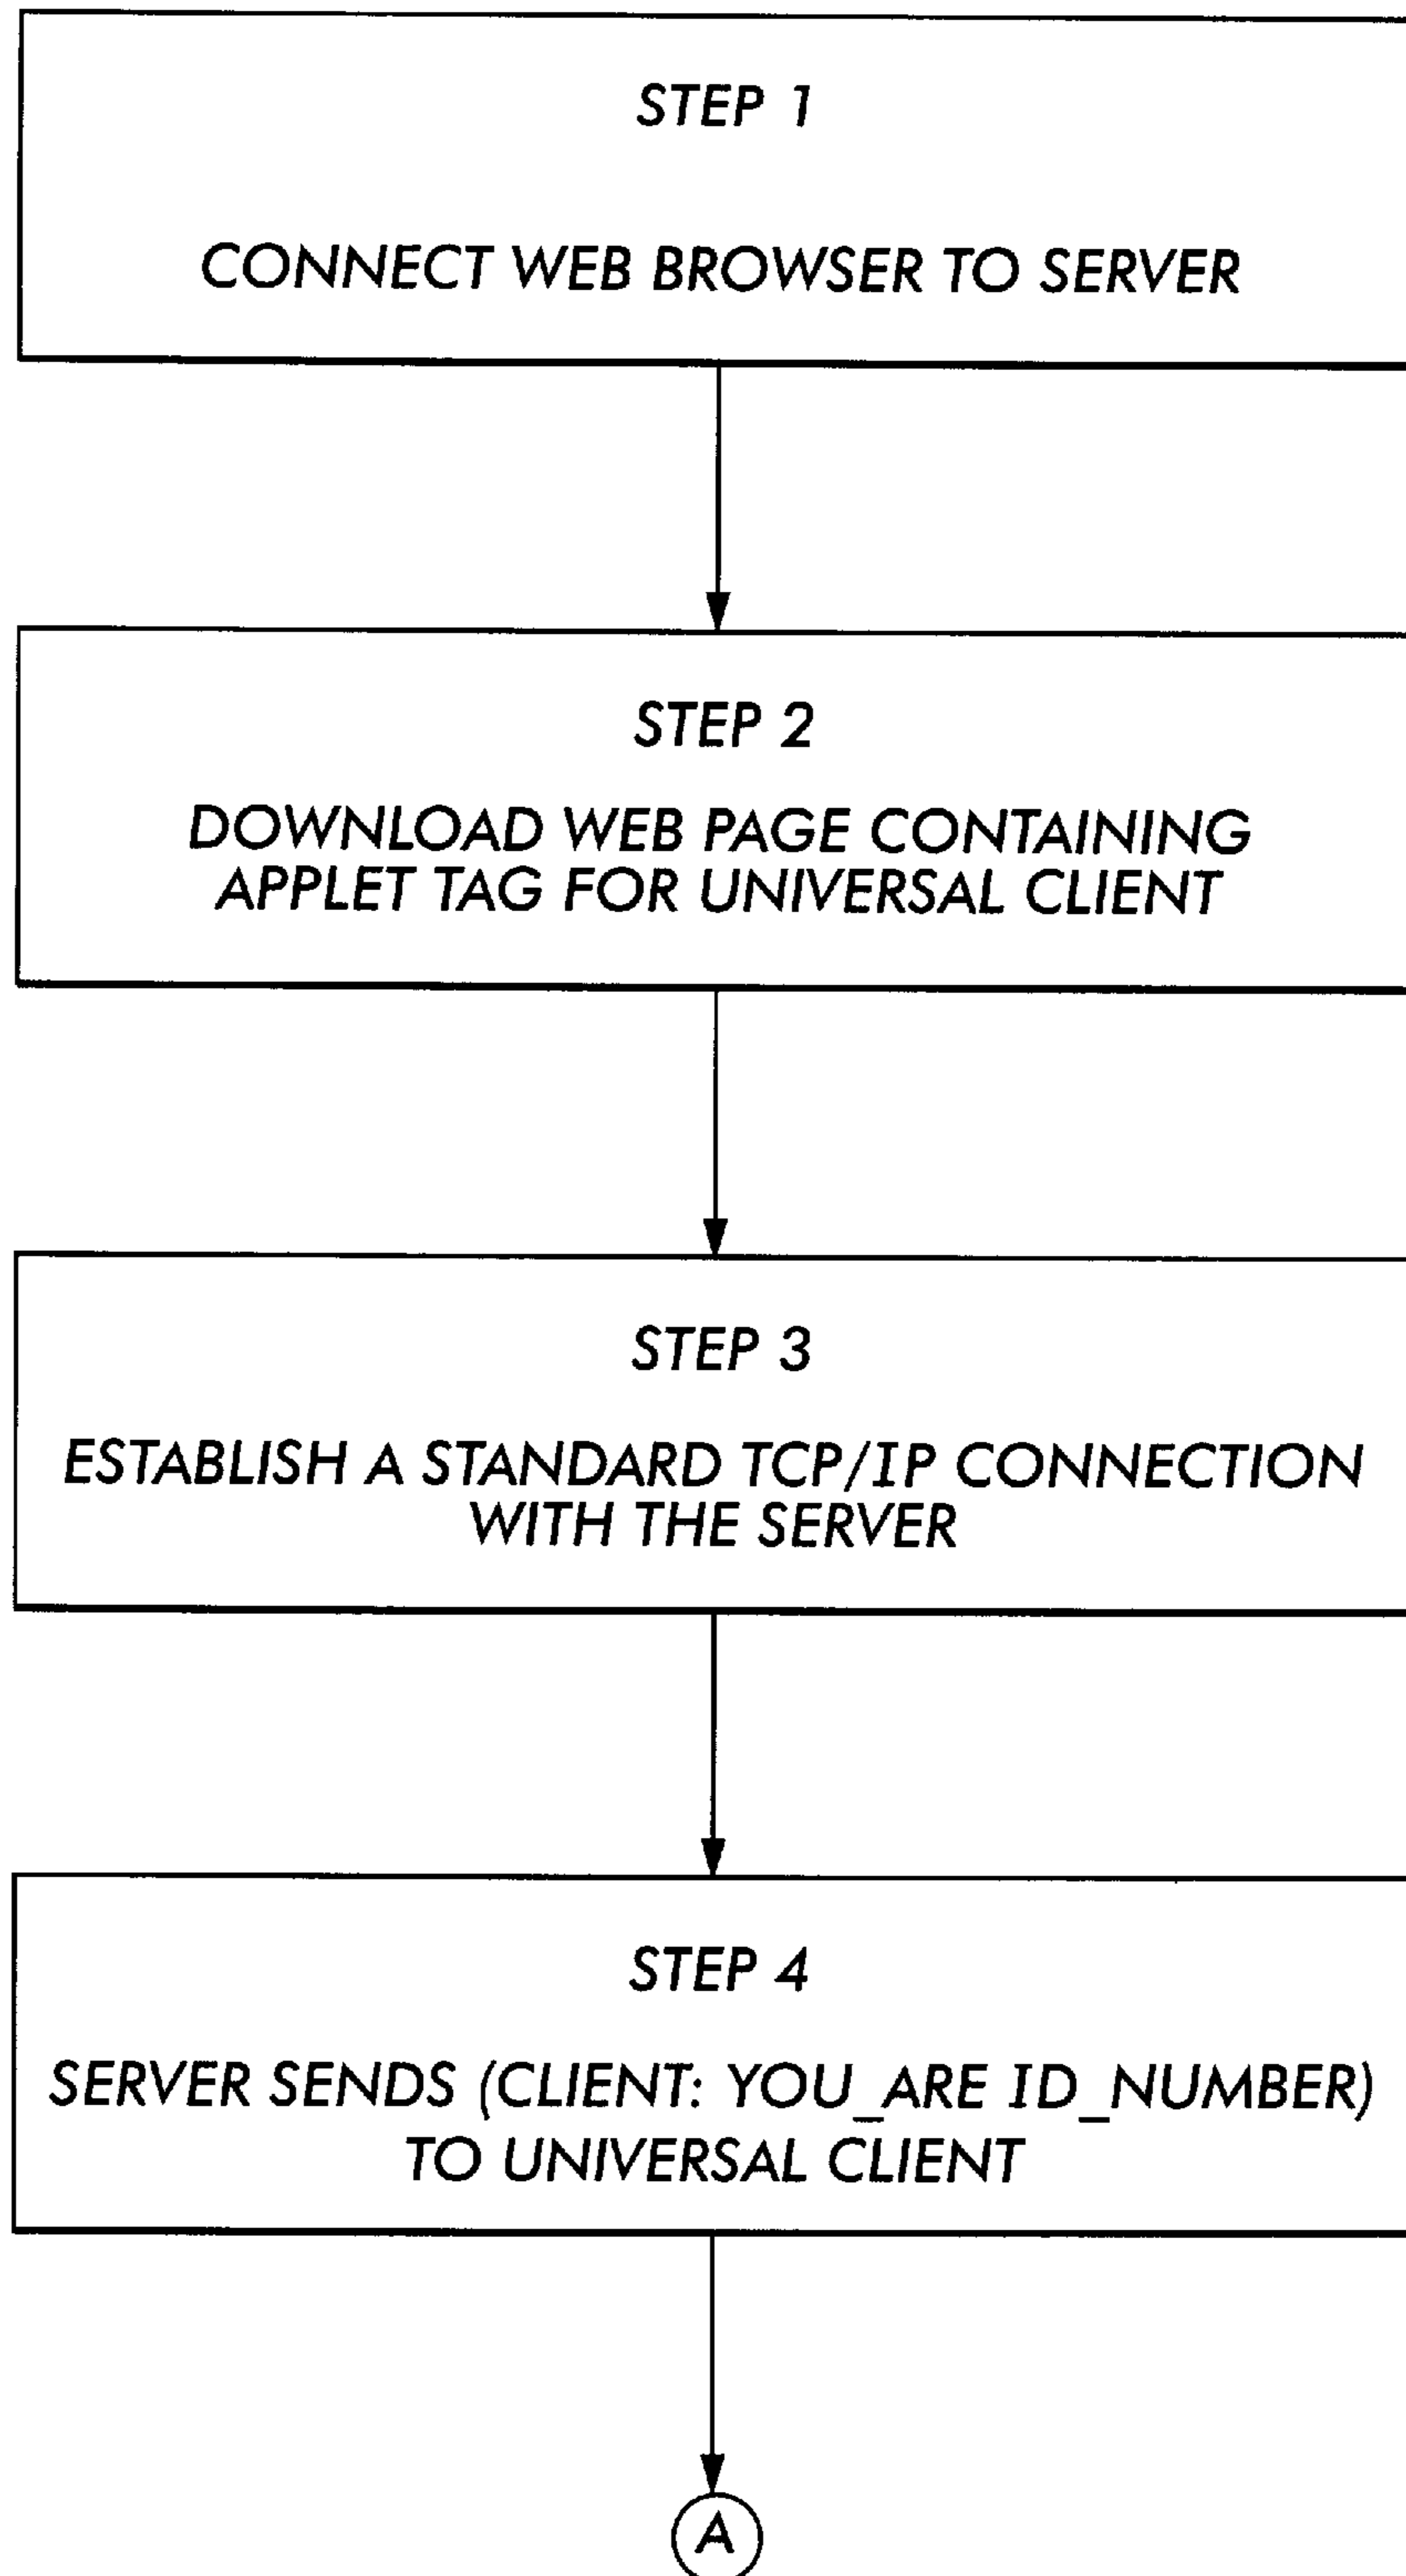 STEP 1
CONNECT WEB BROWSER TO SERVER
STEP 2
DOWNLOAD WEB PAGE CONTAINING
APPLET TAG FOR UNIVERSAL CLIENT
STEP 3
ESTABLISH A STANDARD TCP/IP CONNECTION
WITH THE SERVER
STEP 4
SERVER SENDS (CLIENT: YOU_ARE ID_NUMBER)
TO UNIVERSAL CLIENT
A